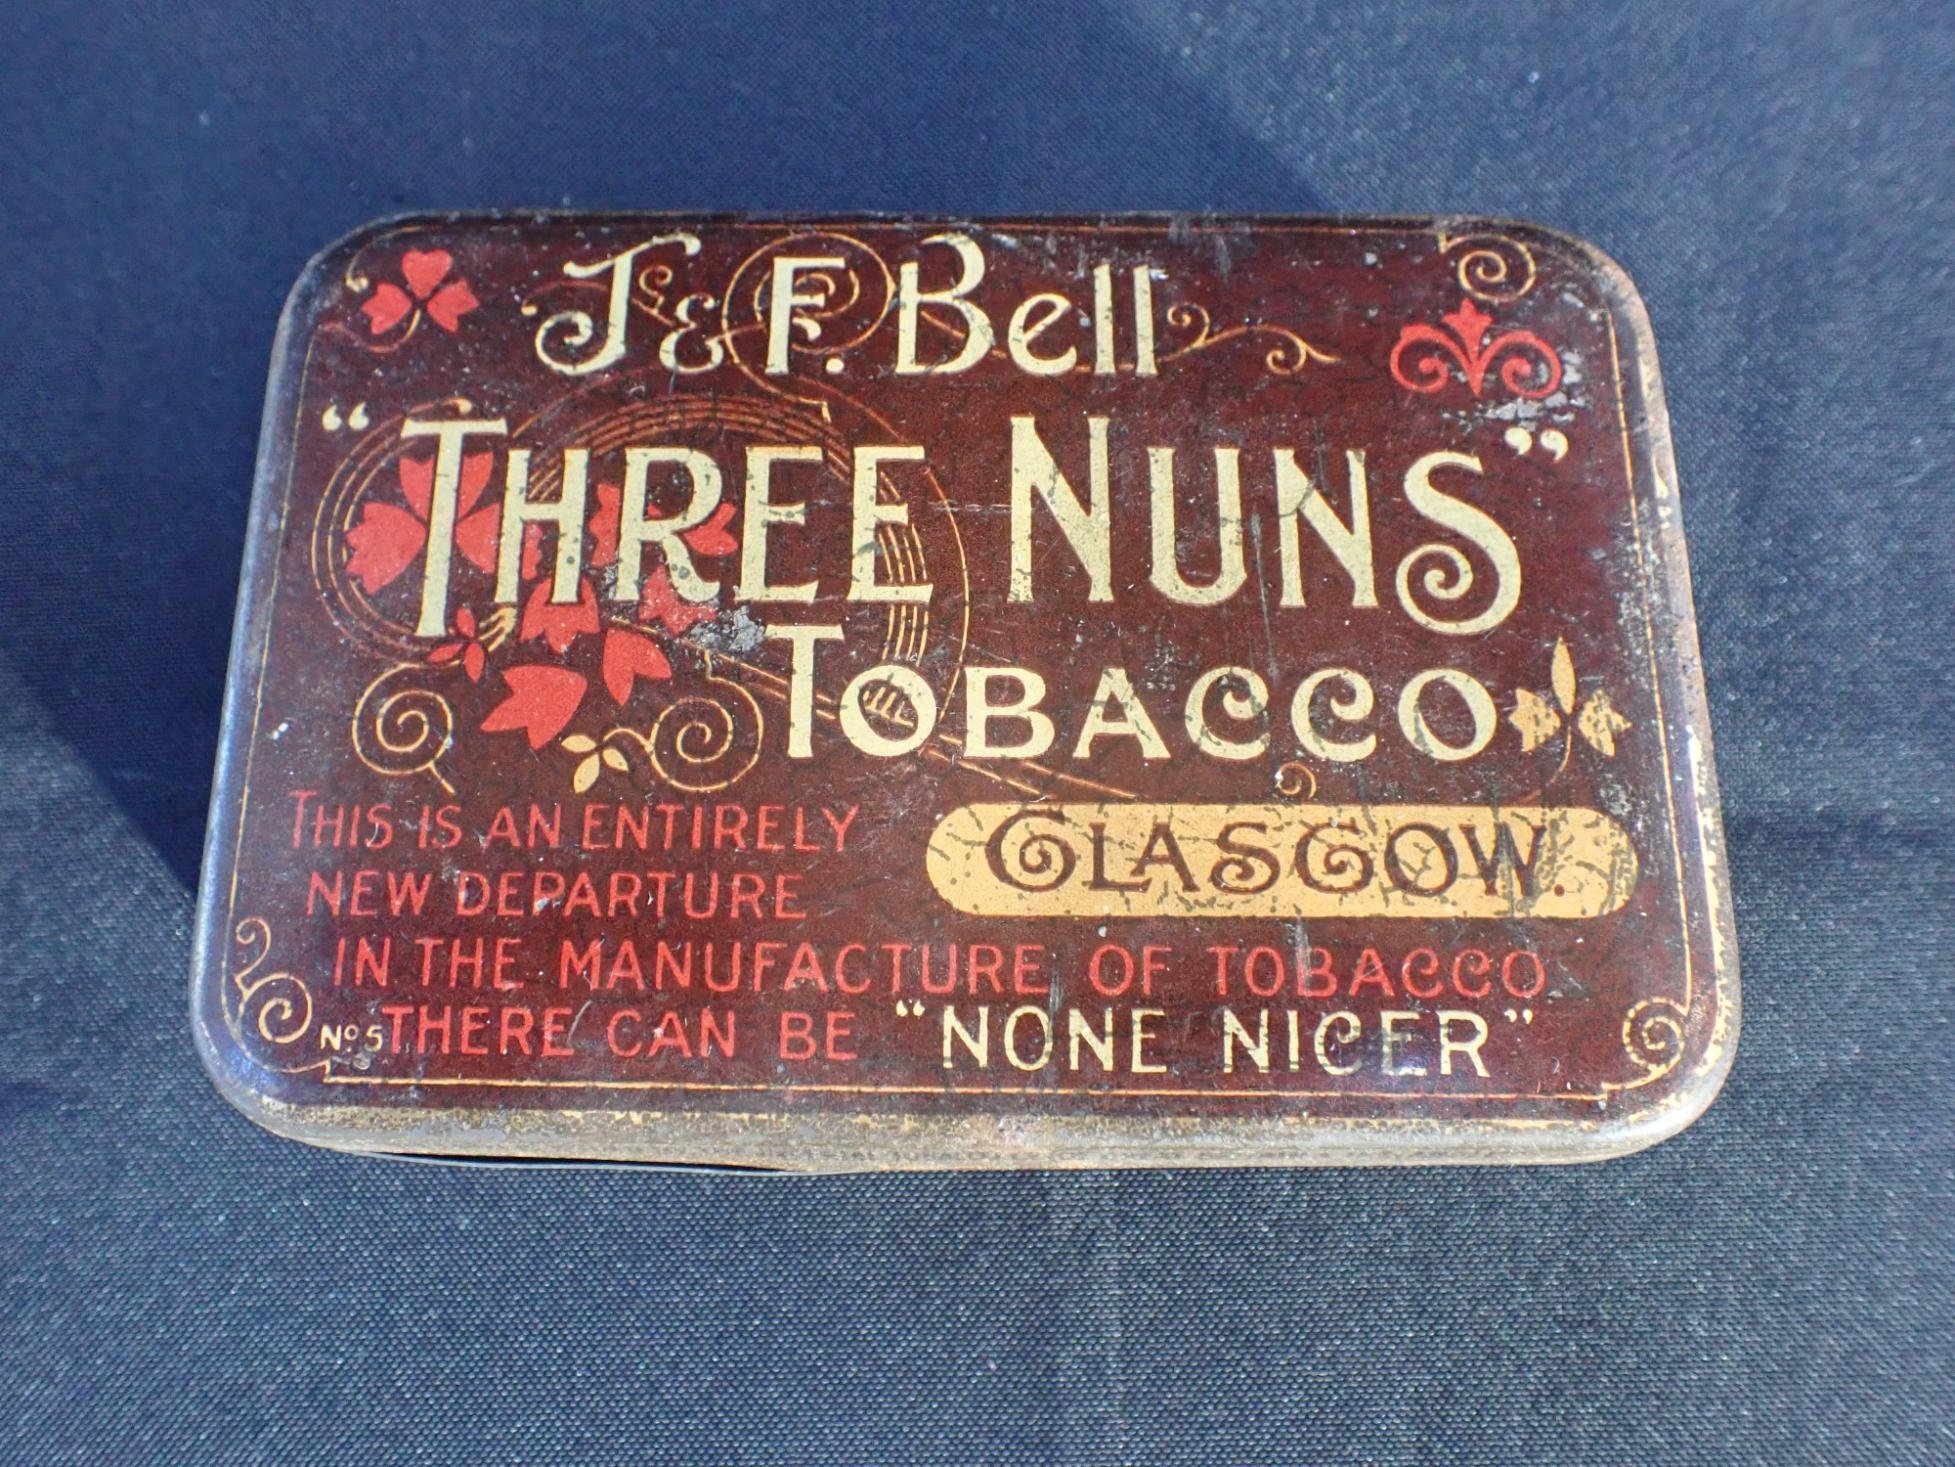 J & F. Bell
"THREE NUNS"
TOBACCO
THIS IS AN ENTIRELY
NEW DEPARTURE
GLASGOW.
IN THE MANUFACTURE OF TOBACCO
No 5 THERE CAN BE "NONE NICER"